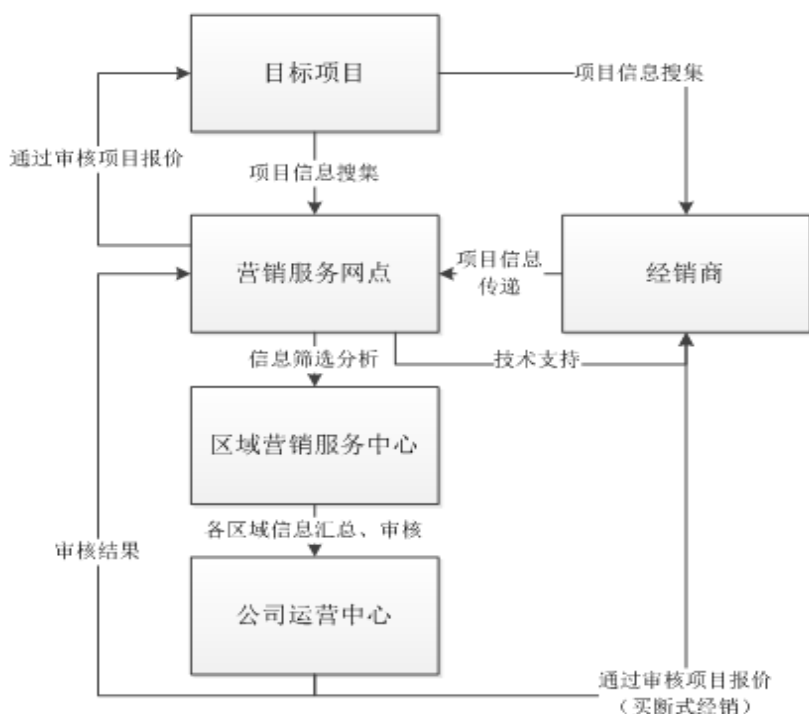 目标项目
项目信息搜集
通过审核项目报价
项目信息搜集
营销服务网点
项目信息
传递
经销商
信息筛选分析
技术支持
区域营销服务中心
各区域信息汇总、审核
审核结果
公司运营中心
通过审核项目报价
（买断式经销）